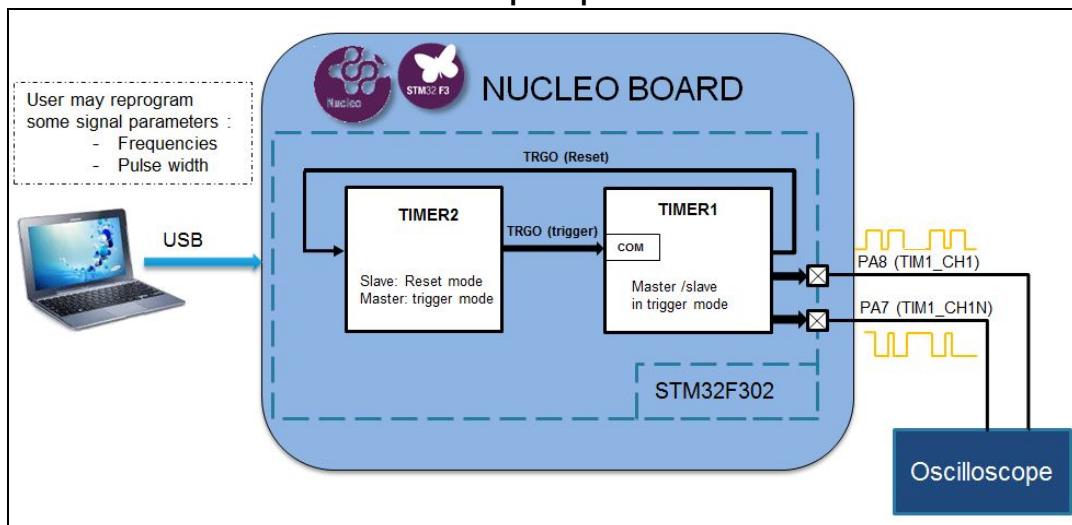 User may reprogram
some signal parameters :
- Frequencies
- Pulse width
USB
Nucleo
STM32 F3
NUCLEO BOARD
TRGO (Reset)
TIMER2
Slave: Reset mode
Master: trigger mode
TRGO (trigger)
TIMER1
COM
Master /slave
in trigger mode
PA8 (TIM1_CH1)
PA7 (TIM1_CH1N)
STM32F302
Oscilloscope